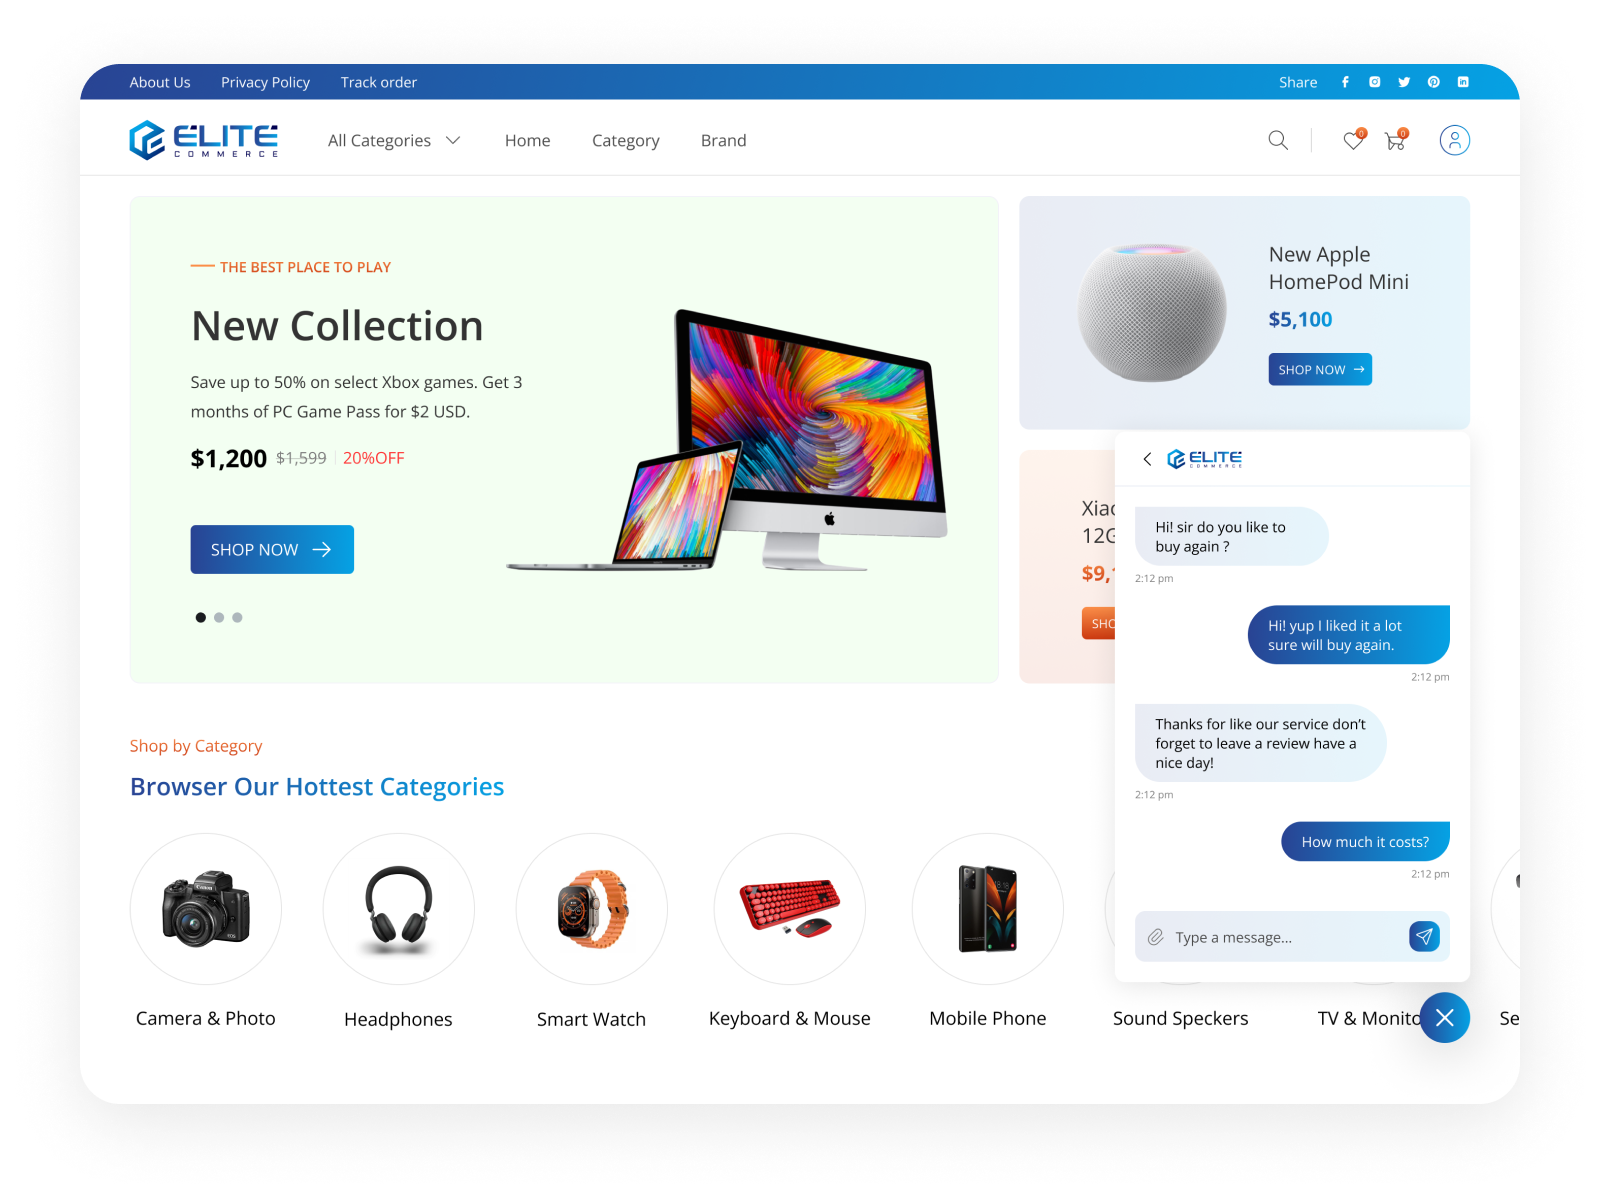 About Us Privacy Policy Track order Share
ELITE
COMMERCE
All Categories Home Category Brand
0 0
THE BEST PLACE TO PLAY
New Collection
Save up to 50% on select Xbox games. Get 3
months of PC Game Pass for $2 USD.
$1,200 $1,599 20%OFF
SHOP NOW
New Apple
HomePod Mini
$5,100
SHOP NOW
ELITE
COMMERCE
Hi! sir do you like to
buy again ?
2:12 pm
Hi! yup I liked it a lot
sure will buy again.
2:12 pm
Thanks for like our service don't
forget to leave a review have a
nice day!
2:12 pm
How much it costs?
2:12 pm
Type a message...
Shop by Category
Browser Our Hottest Categories
Canon
EOS
Camera & Photo
Headphones
Smart Watch
Keyboard & Mouse
Mobile Phone
Sound Speckers
TV & Monito
Se